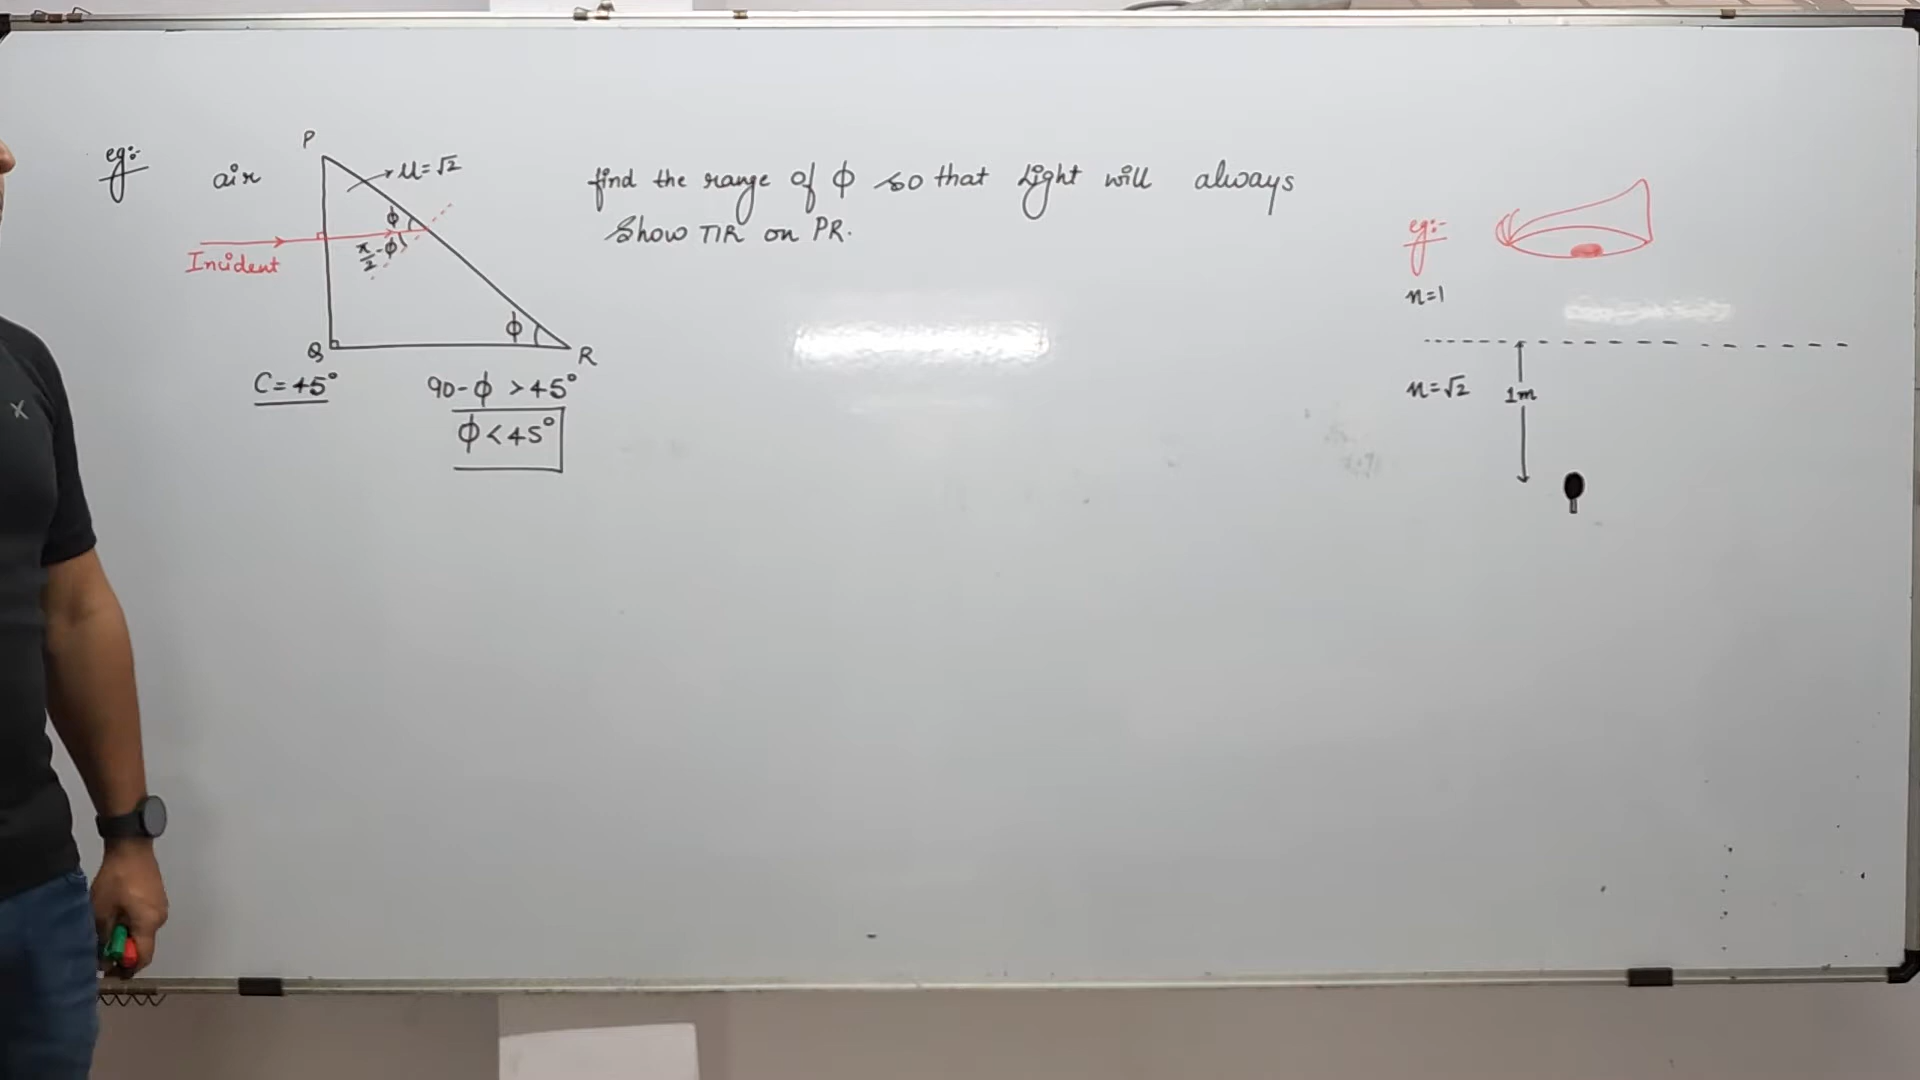 eg:-
air
P
μ=√2
ϕ
π/2-ϕ
Incident
ϕ
Q
R
C=45°
90-ϕ >45°
ϕ<45°
find the range of ϕ so that Light will always
Show TIR on PR.
eg:-
n=1
n=√2
1m